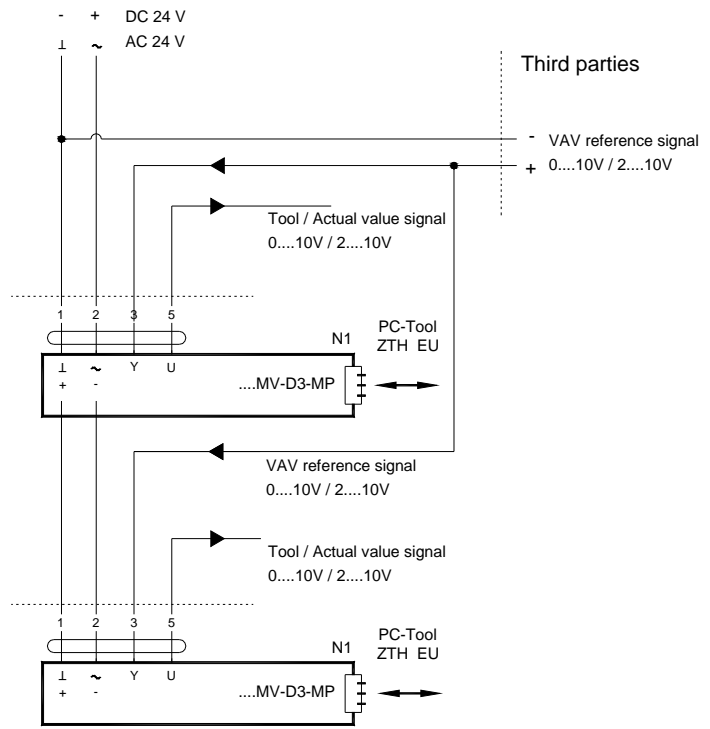 - + DC 24 V
⊥ ~ AC 24 V
Third parties
- VAV reference signal
+ 0....10V / 2....10V
Tool / Actual value signal
0....10V / 2....10V
1 2 3 5
N1
PC-Tool
ZTH EU
⊥ ~ Y U
+ -
....MV-D3-MP
VAV reference signal
0....10V / 2....10V
Tool / Actual value signal
0....10V / 2....10V
1 2 3 5
N1
PC-Tool
ZTH EU
⊥ ~ Y U
+ -
....MV-D3-MP